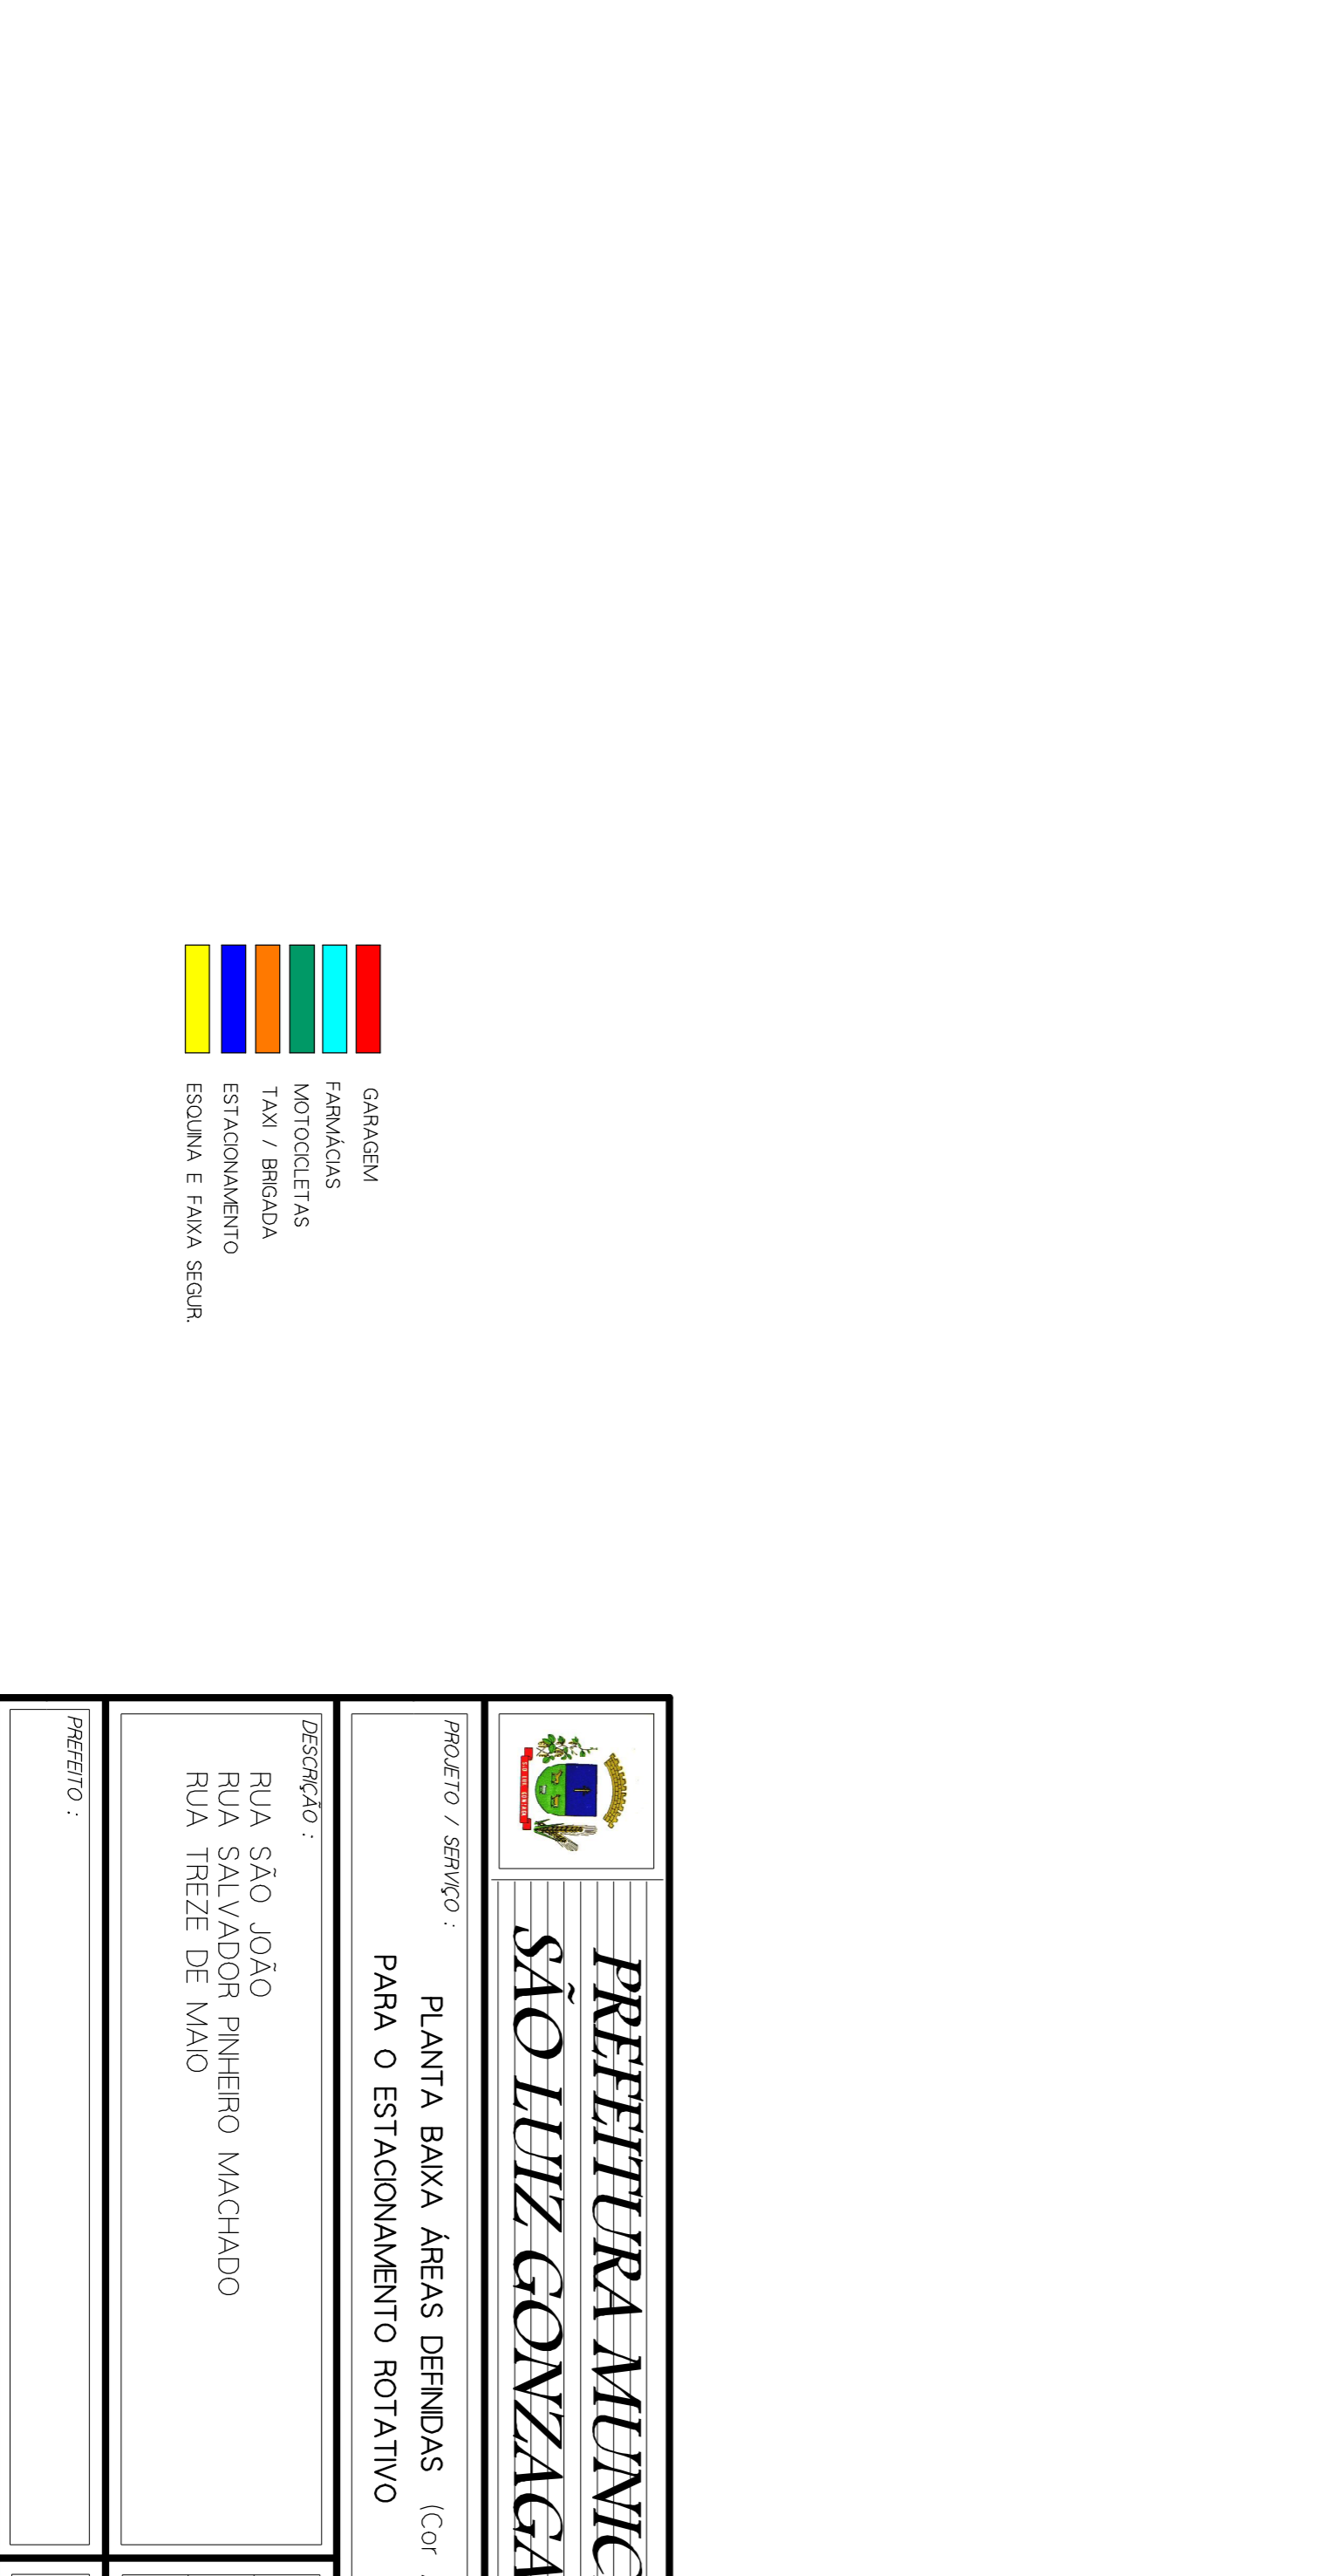 GARAGEM
FARMÁCIAS
MOTOCICLETAS
TAXI / BRIGADA
ESTACIONAMENTO
ESQUINA E FAIXA SEGUR.
PREFEITURA MUNIC
SÃO LUIZ GONZAGA
PROJETO / SERVIÇO :
PLANTA BAIXA ÁREAS DEFINIDAS (Cor
PARA O ESTACIONAMENTO ROTATIVO
DESCRIÇÃO :
RUA SÃO JOÃO
RUA SALVADOR PINHEIRO MACHADO
RUA TREZE DE MAIO
PREFEITO :